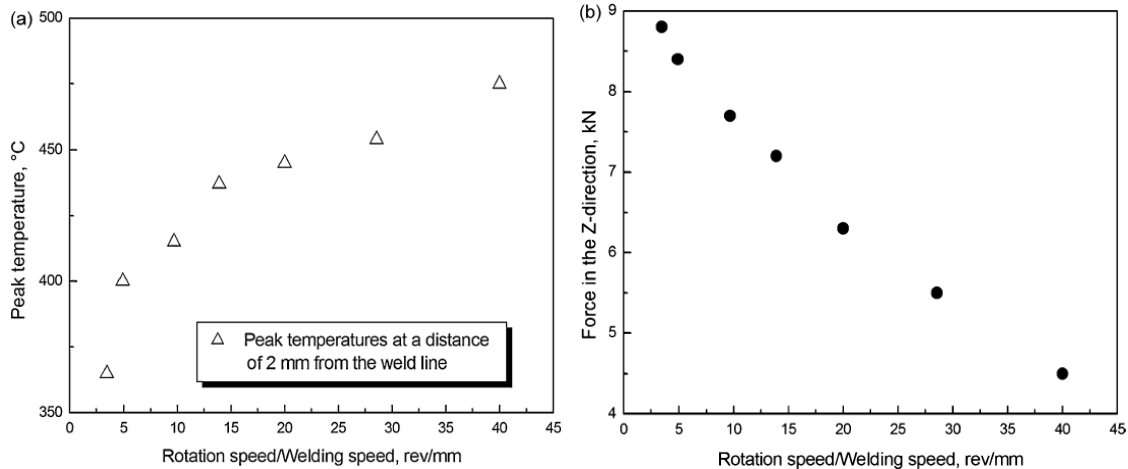 (a)
500
450
400
350
Peak temperature, °C
0 5 10 15 20 25 30 35 40 45
Rotation speed/Welding speed, rev/mm
Peak temperatures at a distance
of 2 mm from the weld line
(b)
9
8
7
6
5
4
Force in the Z-direction, kN
0 5 10 15 20 25 30 35 40 45
Rotation speed/Welding speed, rev/mm